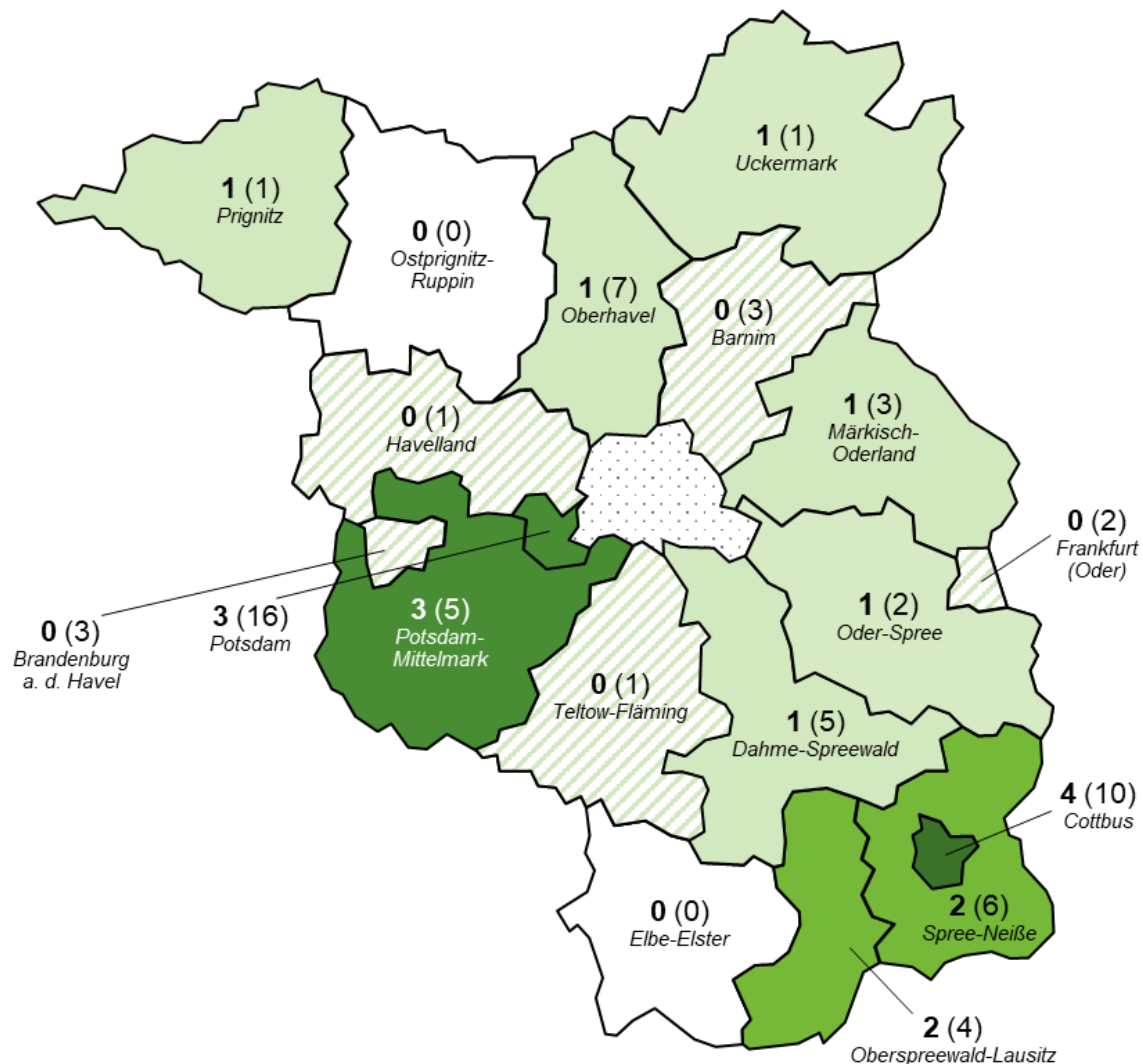 1 (1)
Uckermark
1 (1)
Prignitz
0 (0)
Ostprignitz-
Ruppin
1 (7)
Oberhavel
0 (3)
Barnim
1 (3)
Märkisch-
Oderland
0 (1)
Havelland
0 (2)
Frankfurt
(Oder)
0 (3)
Brandenburg
a. d. Havel
3 (16)
Potsdam
3 (5)
Potsdam-
Mittelmark
1 (2)
Oder-Spree
0 (1)
Teltow-Fläming
1 (5)
Dahme-Spreewald
4 (10)
Cottbus
0 (0)
Elbe-Elster
2 (6)
Spree-Neiße
2 (4)
Oberspreewald-Lausitz